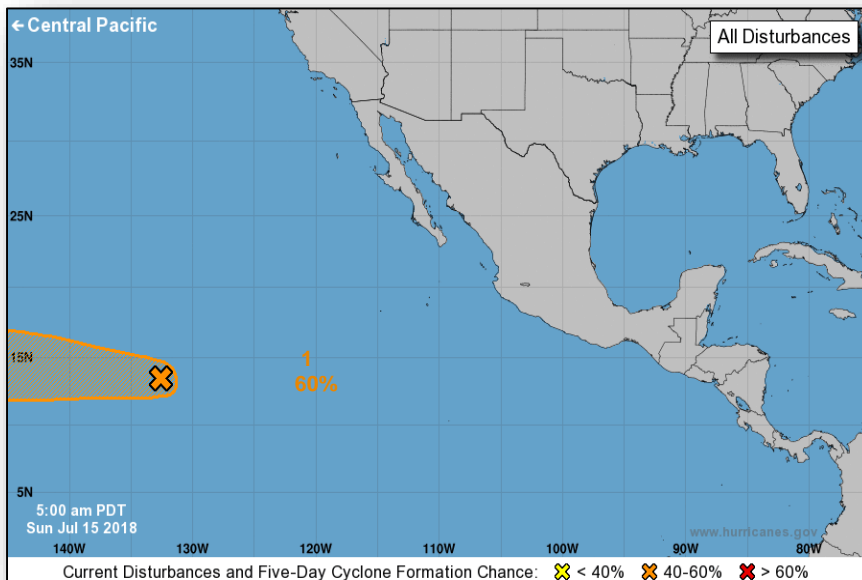 ← Central Pacific
All Disturbances
35N
25N
15N
1
60%
5N
5:00 am PDT
Sun Jul 15 2018
www.hurricanes.gov
140W 130W 120W 110W 100W 90W 80W
Current Disturbances and Five-Day Cyclone Formation Chance: < 40% 40-60% > 60%